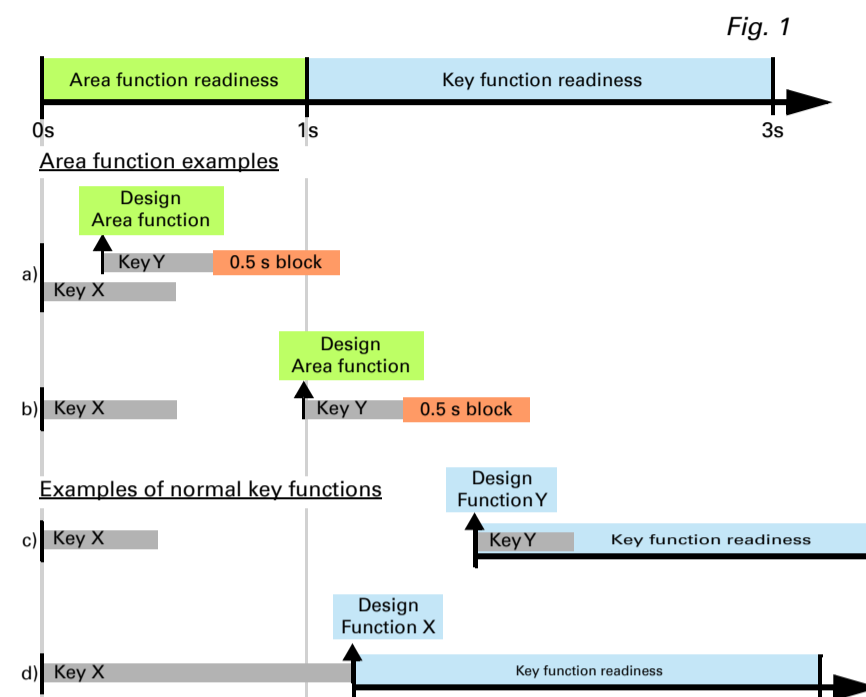 Fig. 1
Area function readiness
Key function readiness
0s
1s
3s
Area function examples
Design
Area function
a)
Key Y
0.5 s block
Key X
Design
Area function
b)
Key X
Key Y
0.5 s block
Examples of normal key functions
Design
Function Y
c)
Key X
Key Y
Key function readiness
Design
Function X
d)
Key X
Key function readiness